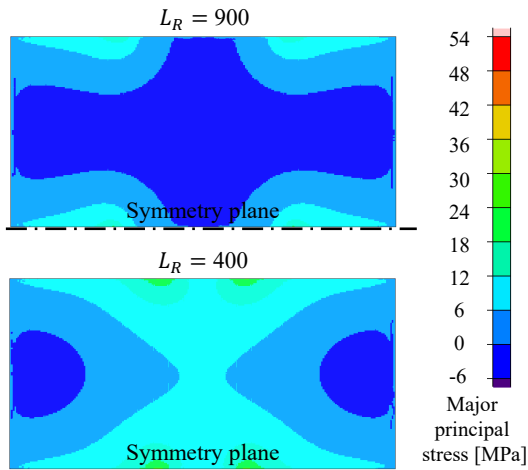 L_R = 900
Symmetry plane
L_R = 400
Symmetry plane
54
48
42
36
30
24
18
12
6
0
-6
Major
principal
stress [MPa]